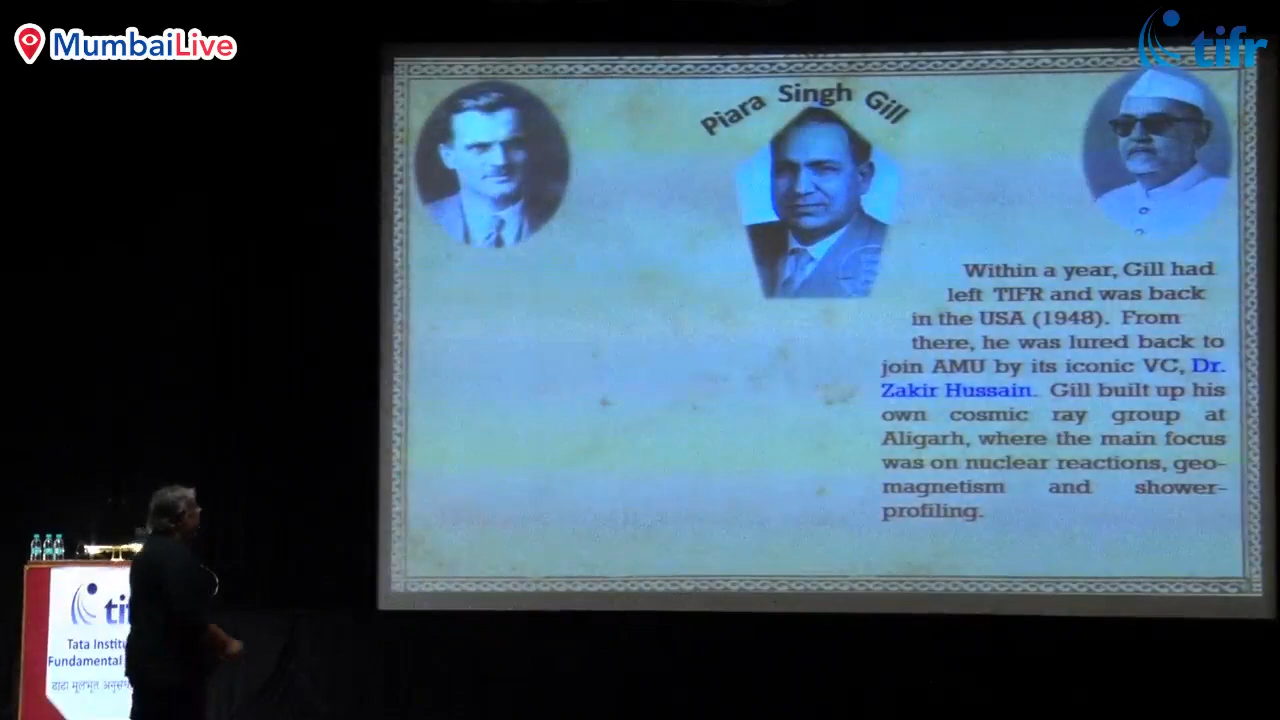 MumbaiLive
tifr
Piara Singh Gill
Within a year, Gill had
left TIFR and was back
in the USA (1948). From
there, he was lured back to
join AMU by its iconic VC, Dr.
Zakir Hussain. Gill built up his
own cosmic ray group at
Aligarh, where the main focus
was on nuclear reactions, geo-
magnetism and shower-
profiling.
Tata
Fundamental
टाटा मूलभूत